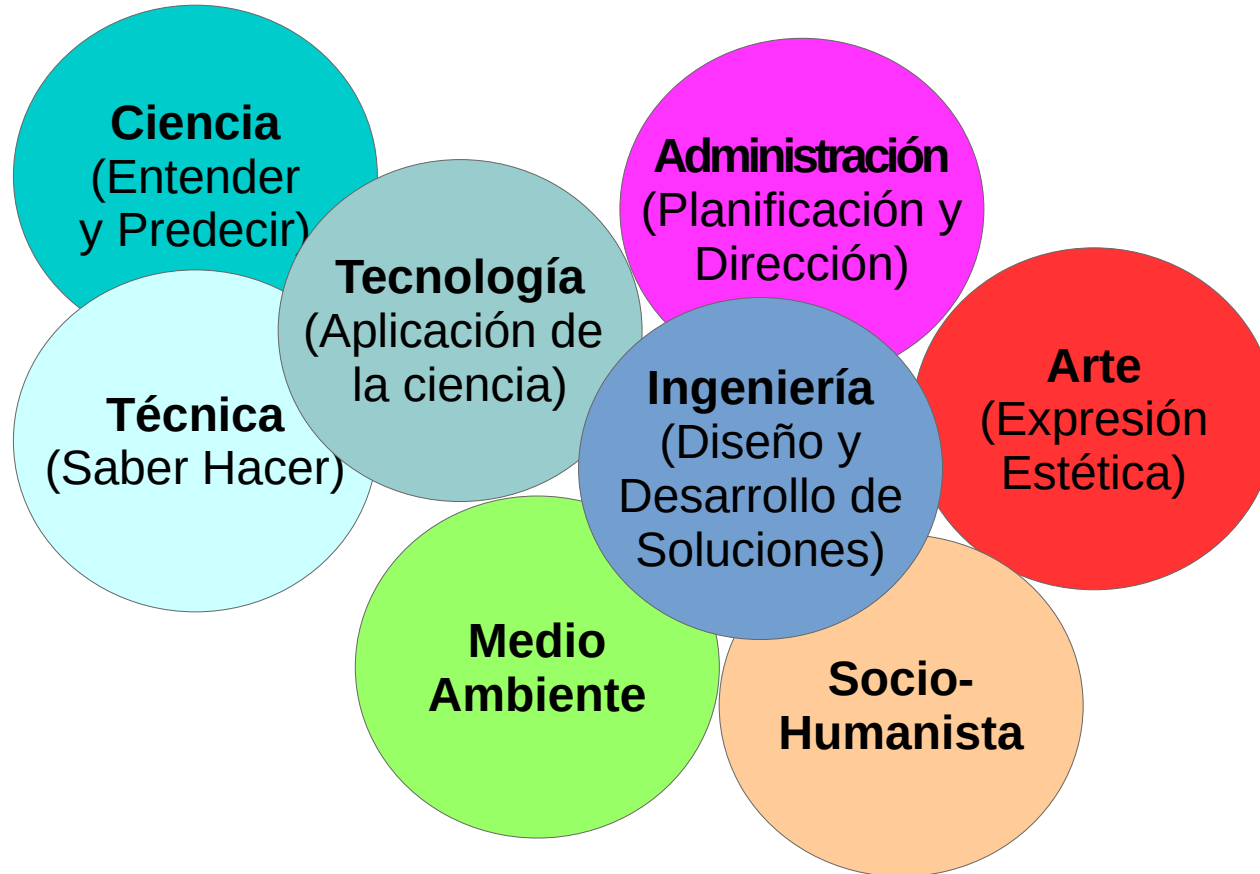 Ciencia
(Entender
y Predecir)
Administración
(Planificación y
Dirección)
Tecnología
(Aplicación de
la ciencia)
Técnica
(Saber Hacer)
Ingeniería
(Diseño y
Desarrollo de
Soluciones)
Arte
(Expresión
Estética)
Medio
Ambiente
Socio-
Humanista